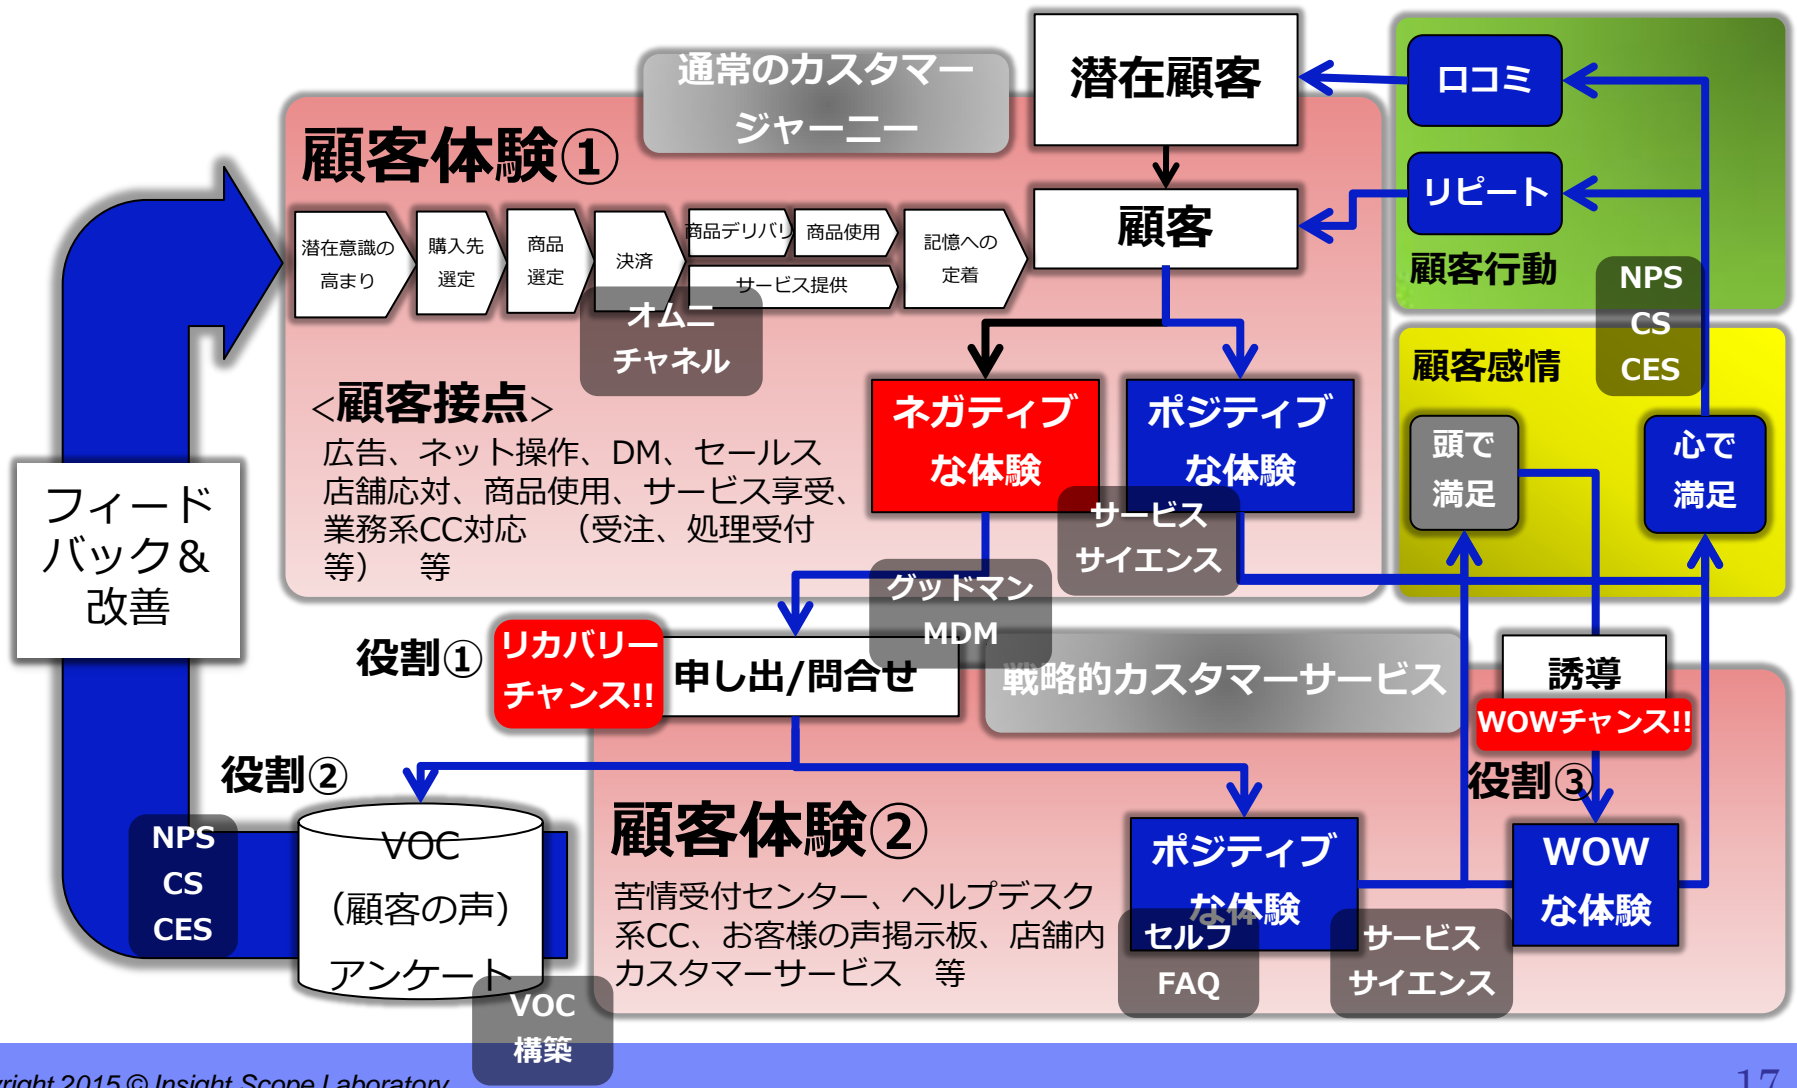 通常のカスタマー
ジャーニー
潜在顧客
口コミ
顧客体験①
リピート
顧客
顧客行動
潜在意識の
高まり
購入先
選定
商品
選定
決済
商品デリバリ
商品使用
サービス提供
記憶への
定着
NPS
CS
CES
オムニ
チャネル
顧客感情
<顧客接点>
広告、ネット操作、DM、セールス
店舗応対、商品使用、サービス享受、
業務系CC対応 (受注、処理受付
等) 等
ネガティブ
な体験
ポジティブ
な体験
頭で
満足
心で
満足
サービス
サイエンス
フィード
バック&
改善
グッドマン
MDM
役割①
リカバリー
チャンス!!
申し出/問合せ
戦略的カスタマーサービス
誘導
WOWチャンス!!
役割②
役割③
顧客体験②
苦情受付センター、ヘルプデスク
系CC、お客様の声掲示板、店舗内
カスタマーサービス 等
NPS
CS
CES
VOC
(顧客の声)
アンケート
VOC
構築
ポジティブ
な体験
セルフ
FAQ
サービス
サイエンス
WOW
な体験
yright 2015 © Insight Scope Laboratory
17